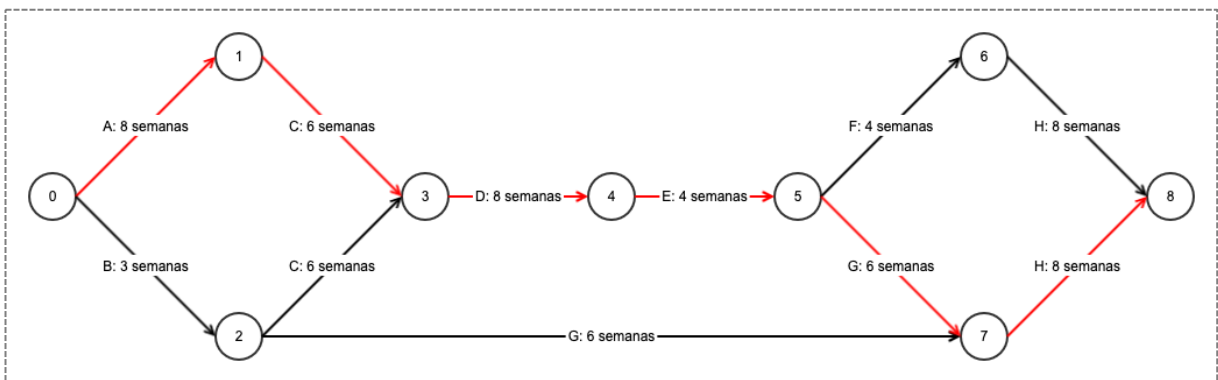 1
6
A: 8 semanas
C: 6 semanas
F: 4 semanas
H: 8 semanas
0
3
D: 8 semanas
4
E: 4 semanas
5
8
B: 3 semanas
C: 6 semanas
G: 6 semanas
H: 8 semanas
2
G: 6 semanas
7